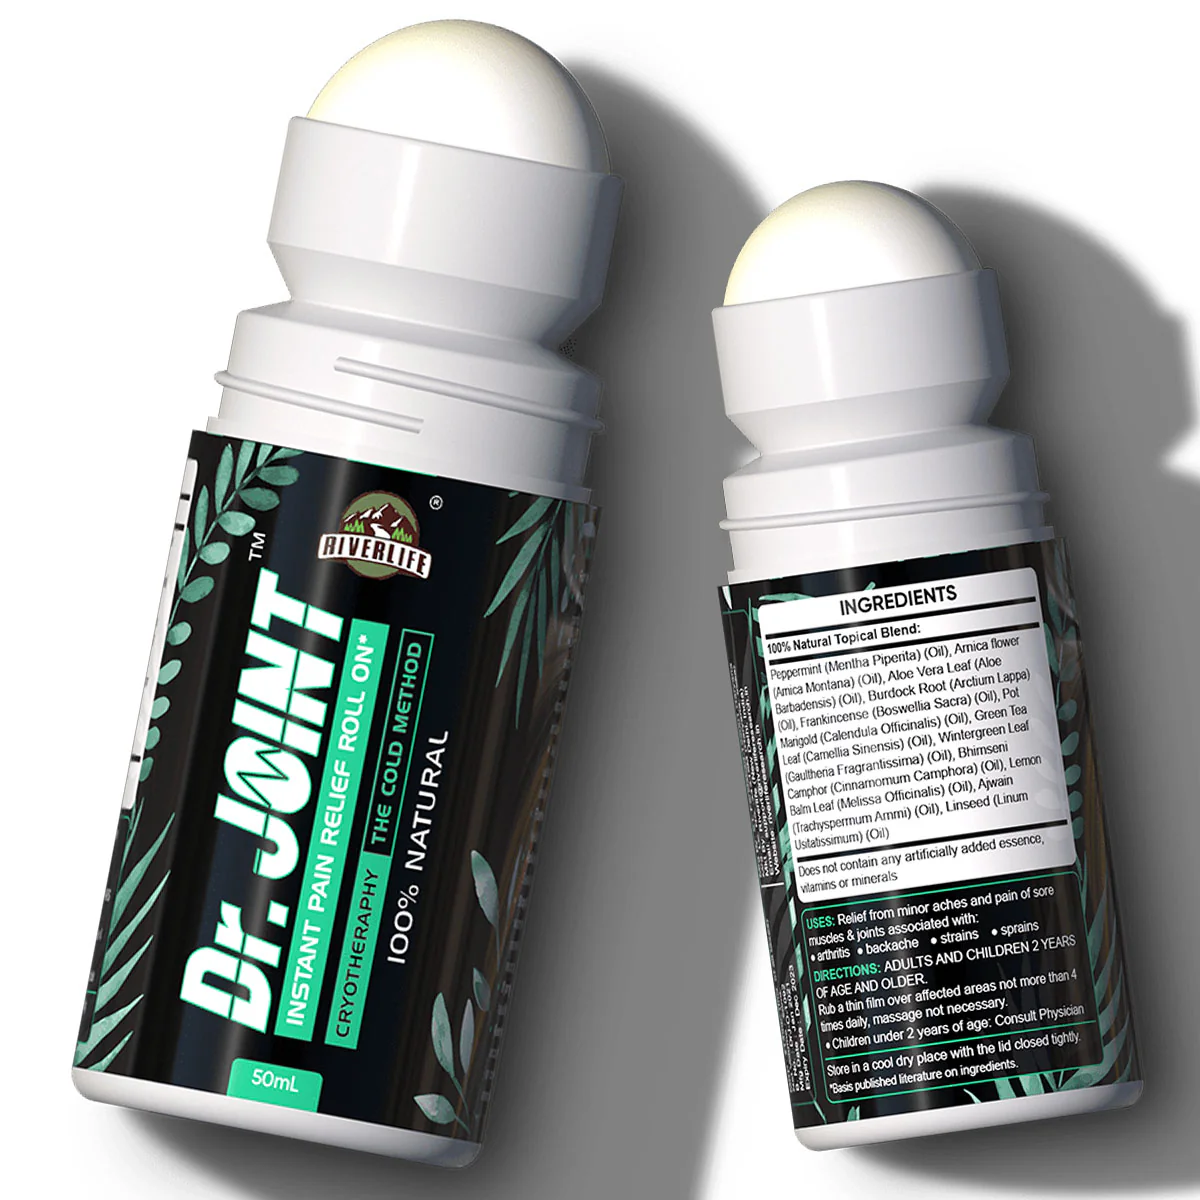 RIVERLIFE
®
Dr. JOINT
TM
INSTANT PAIN RELIEF ROLL ON*
CRYOTHERAPHY THE COLD METHOD
100% NATURAL
50mL
INGREDIENTS
100% Natural Topical Blend:
Peppermint (Mentha Piperita) (Oil), Arnica flower
(Arnica Montana) (Oil), Aloe Vera Leaf (Aloe
Barbadensis) (Oil), Burdock Root (Arctium Lappa)
(Oil), Frankincense (Boswellia Sacra) (Oil), Pot
Marigold (Calendula Officinalis) (Oil), Green Tea
Leaf (Camellia Sinensis) (Oil), Wintergreen Leaf
(Gaultheria Fragrantissima) (Oil), Bhimseni
Camphor (Cinnamomum Camphora) (Oil), Lemon
Balm Leaf (Melissa Officinalis) (Oil), Ajwain
(Trachyspermum Ammi) (Oil), Linseed (Linum
Usitatissimum) (Oil)
Does not contain any artificially added essence,
vitamins or minerals
USES: Relief from minor aches and pain of sore
muscles & joints associated with:
• arthritis • backache • strains • sprains
DIRECTIONS: ADULTS AND CHILDREN 2 YEARS
OF AGE AND OLDER.
Rub a thin film over affected areas not more than 4
times daily, massage not necessary.
• Children under 2 years of age: Consult Physician
Store in a cool dry place with the lid closed tightly.
*Basis published literature on ingredients.